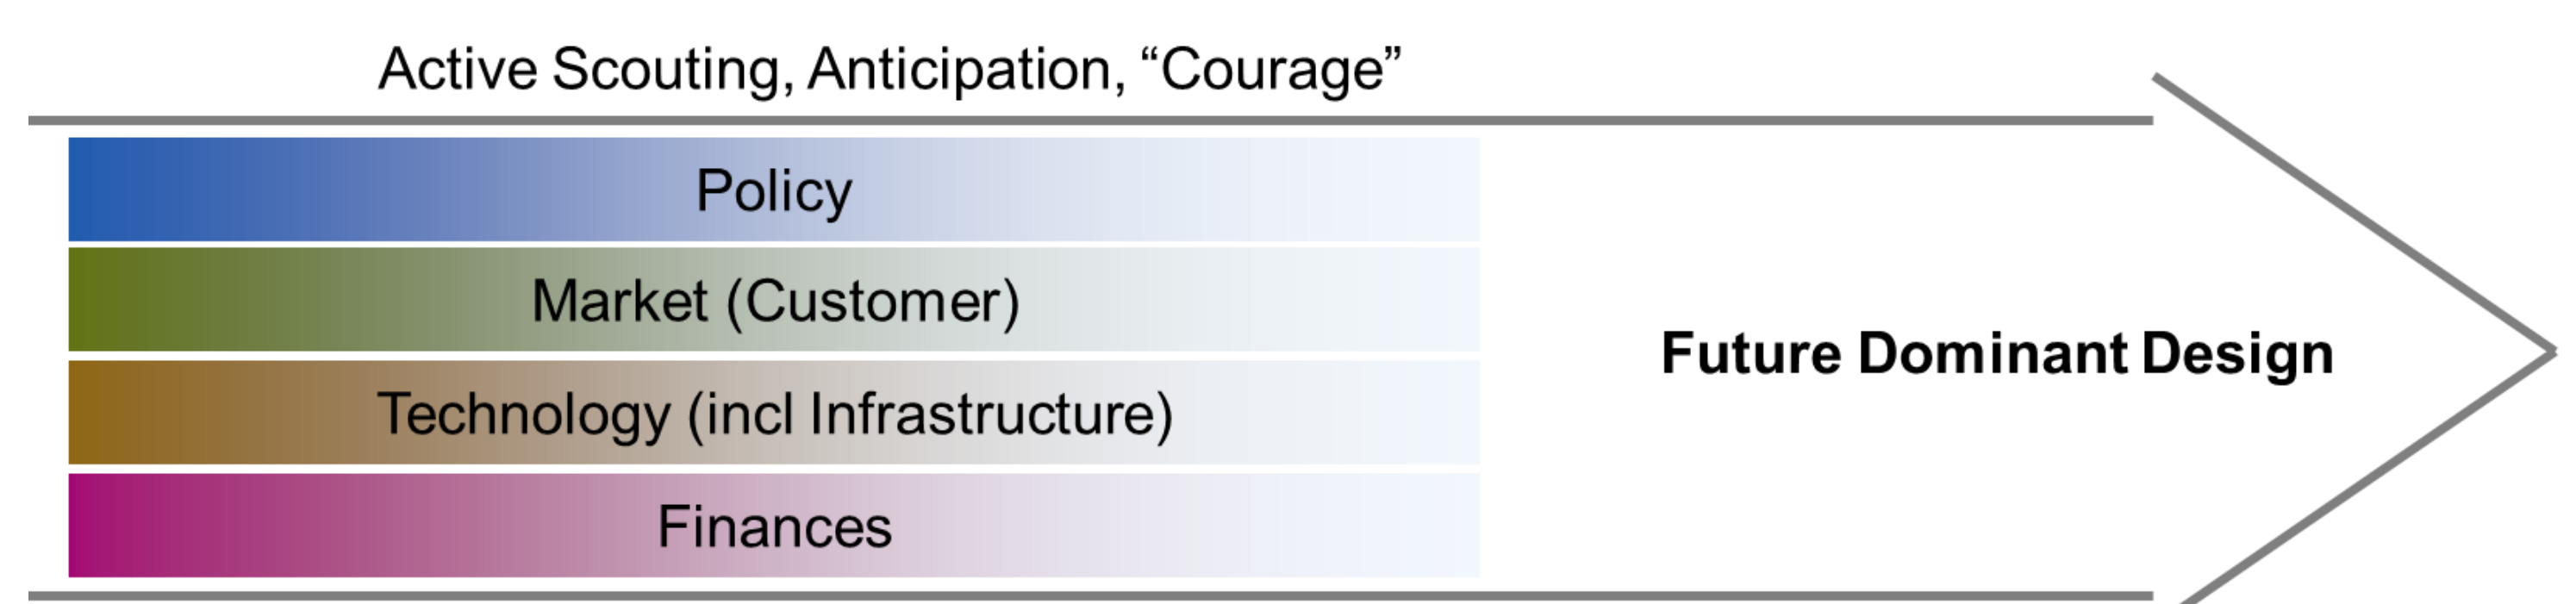 Active Scouting, Anticipation, “Courage”
Policy
Market (Customer)
Technology (incl Infrastructure)
Finances
Future Dominant Design